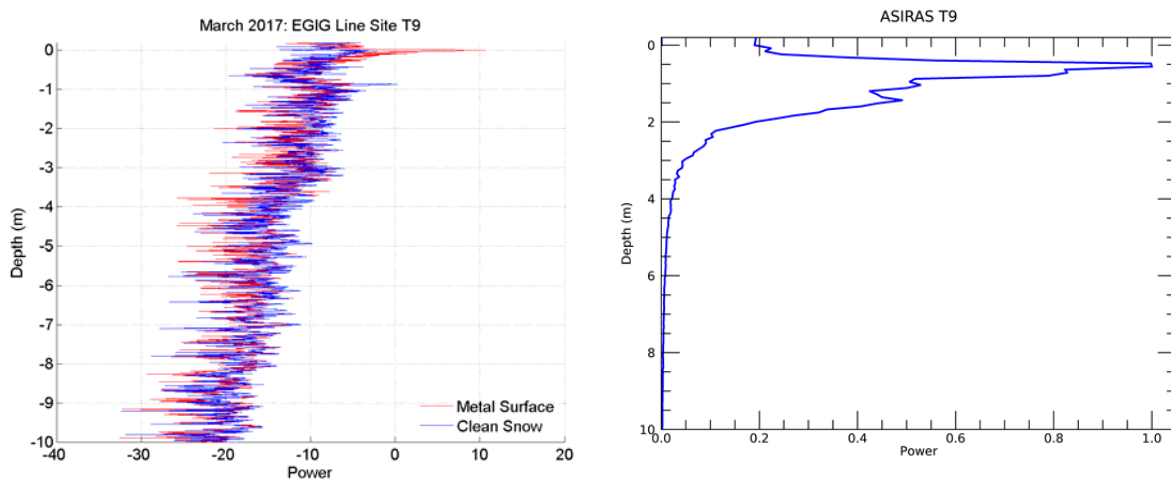 March 2017: EGIG Line Site T9
0
-1
-2
-3
-4
-5
-6
-7
-8
-9
-10
Depth (m)
-40 -30 -20 -10 0 10 20
Power
Metal Surface
Clean Snow
ASIRAS T9
0
2
4
6
8
10
Depth (m)
0.0 0.2 0.4 0.6 0.8 1.0
Power